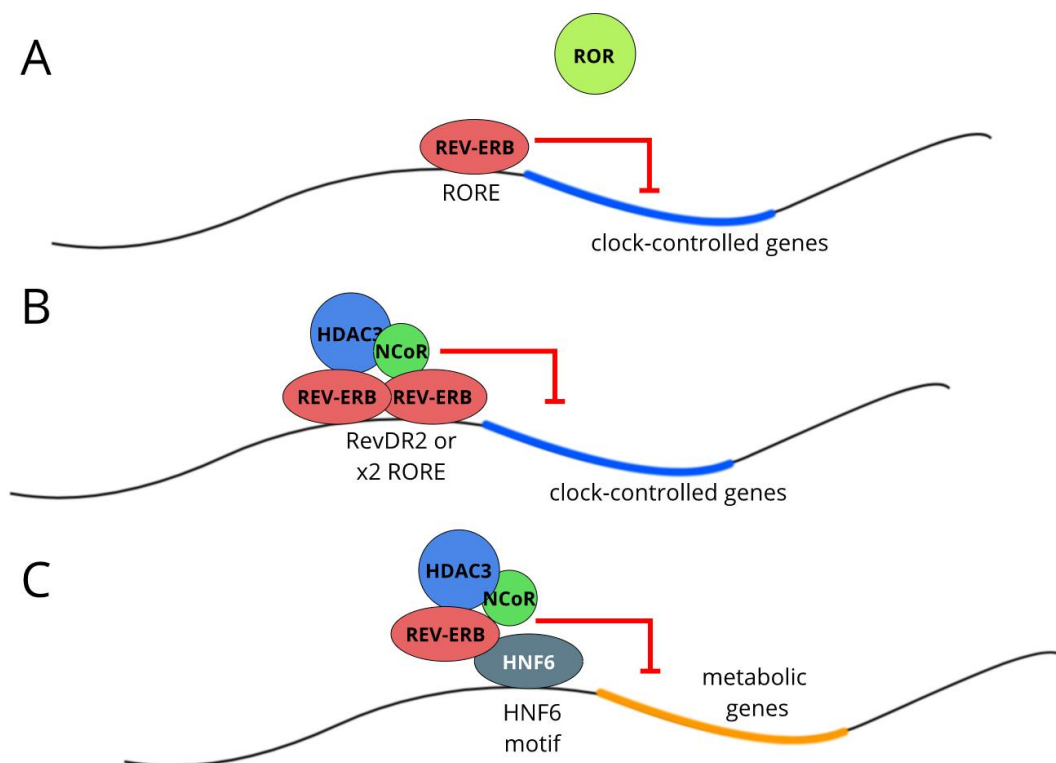 A
ROR
REV-ERB
RORE
clock-controlled genes
B
HDAC3
NCoR
REV-ERB
REV-ERB
RevDR2 or
x2 RORE
clock-controlled genes
C
HDAC3
NCoR
REV-ERB
HNF6
metabolic
genes
HNF6
motif